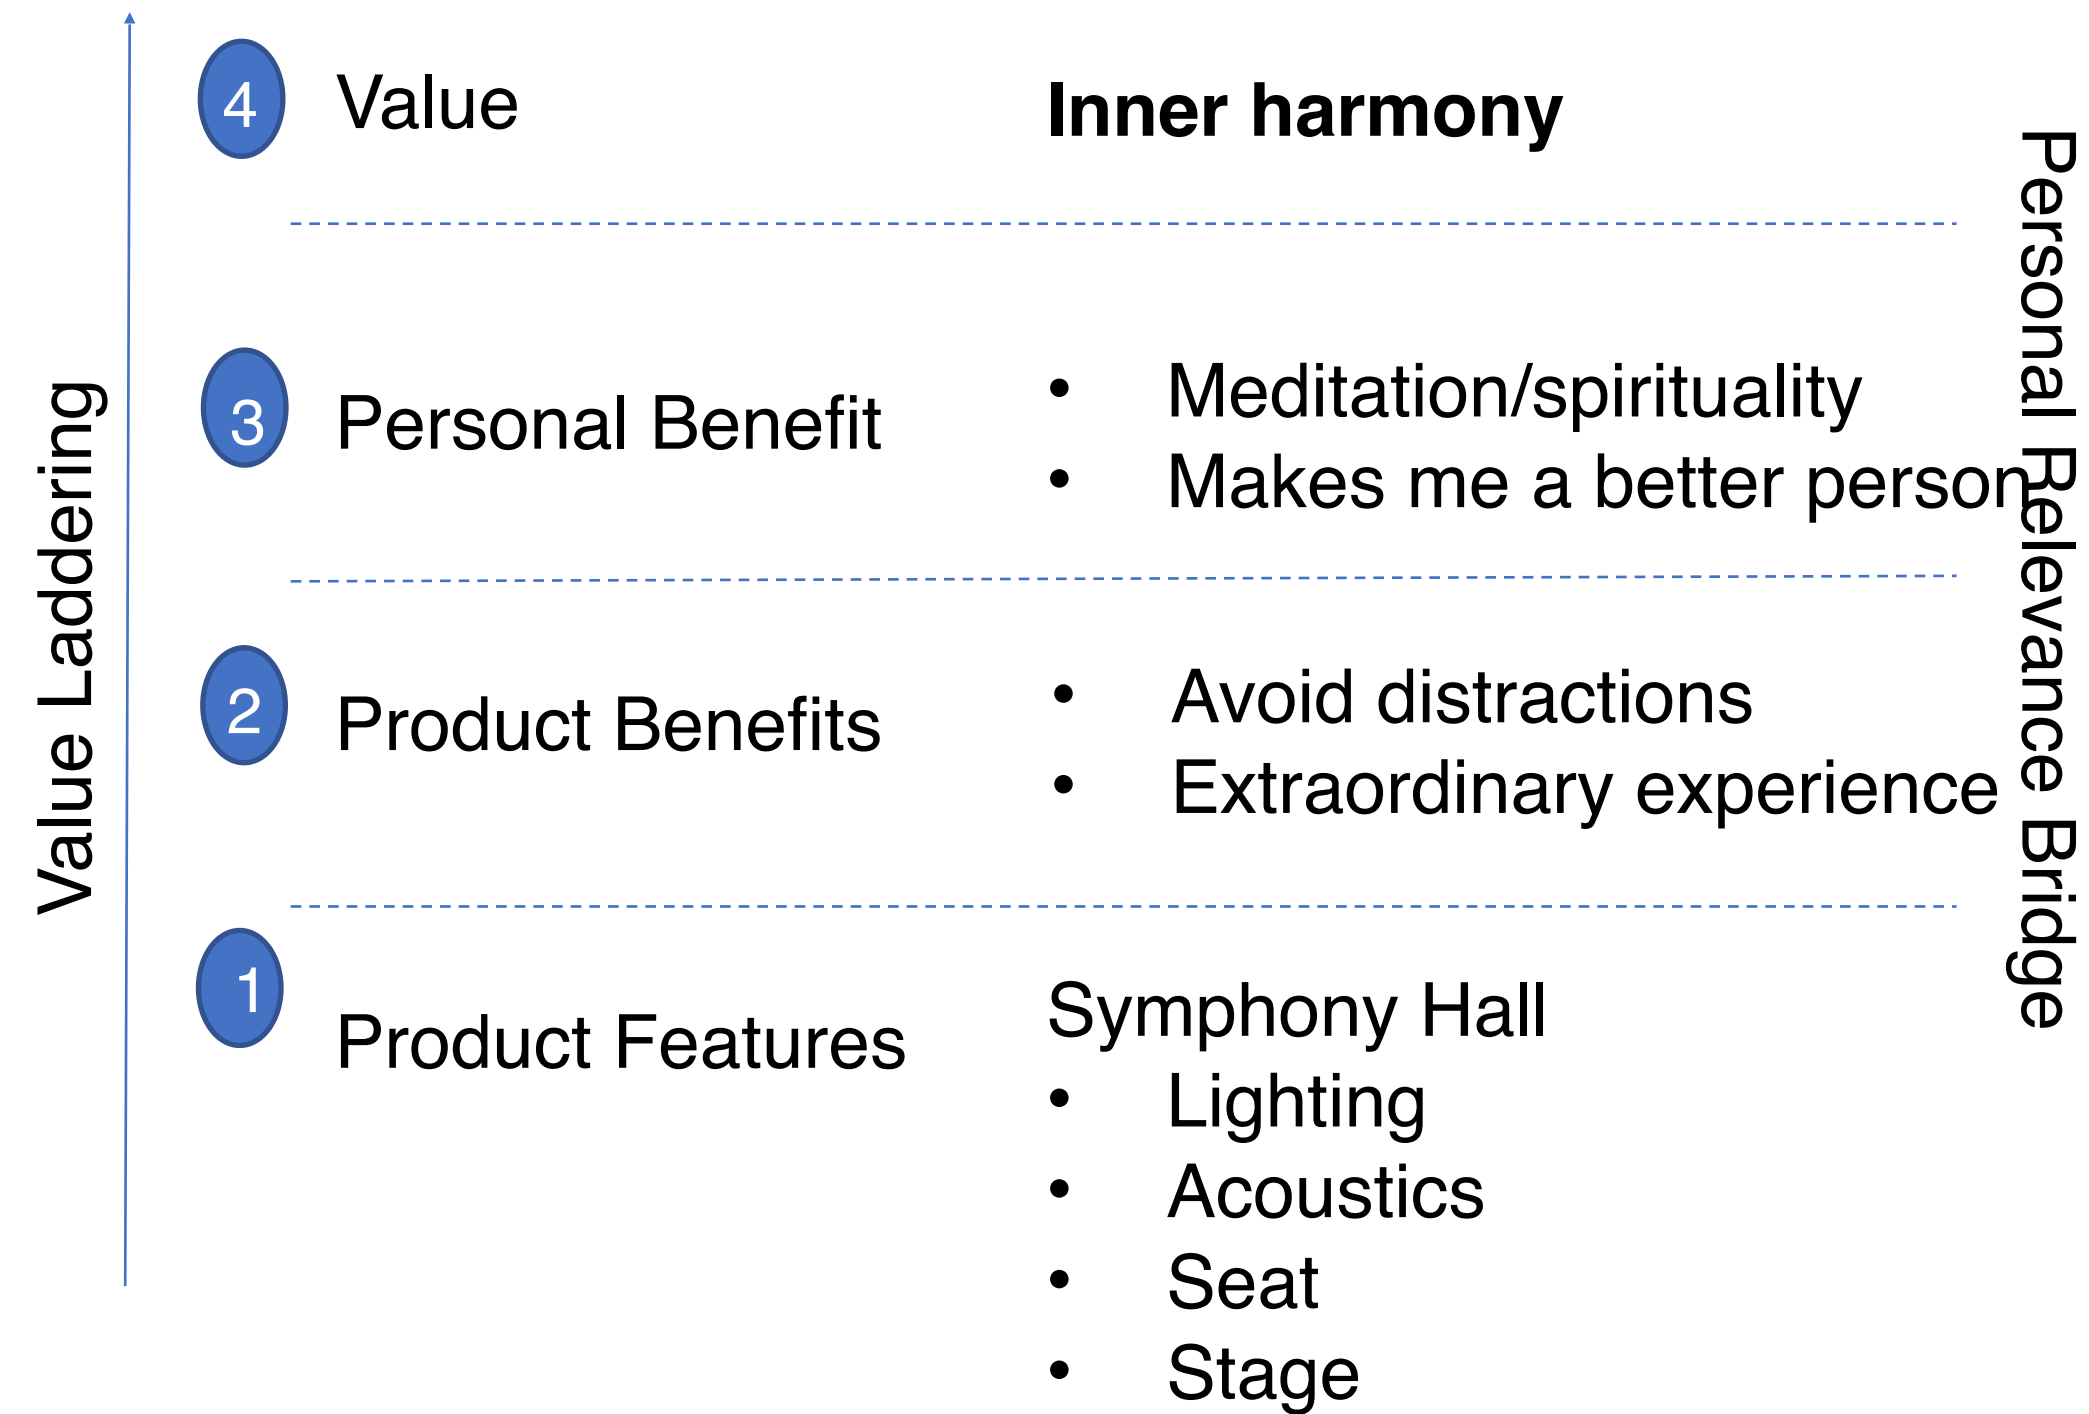 Value Laddering
4
Value
Inner harmony
3
Personal Benefit
• Meditation/spirituality
• Makes me a better person
2
Product Benefits
• Avoid distractions
• Extraordinary experience
1
Product Features
Symphony Hall
• Lighting
• Acoustics
• Seat
• Stage
Personal Relevance Bridge